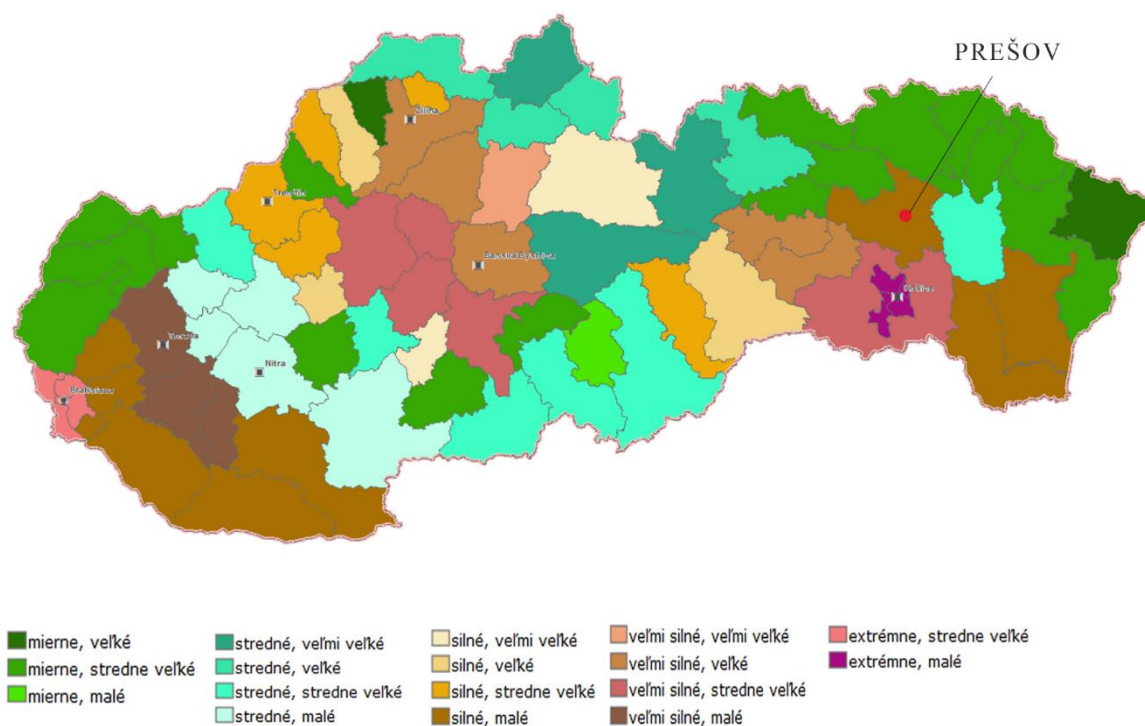 PREŠOV
Žilina
Trenčín
Banská Bystrica
Košice
Trnava
Nitra
Bratislava
mierne, veľké
mierne, stredne veľké
mierne, malé
stredné, veľmi veľké
stredné, veľké
stredné, stredne veľké
stredné, malé
silné, veľmi veľké
silné, veľké
silné, stredne veľké
silné, malé
veľmi silné, veľmi veľké
veľmi silné, veľké
veľmi silné, stredne veľké
veľmi silné, malé
extrémne, stredne veľké
extrémne, malé